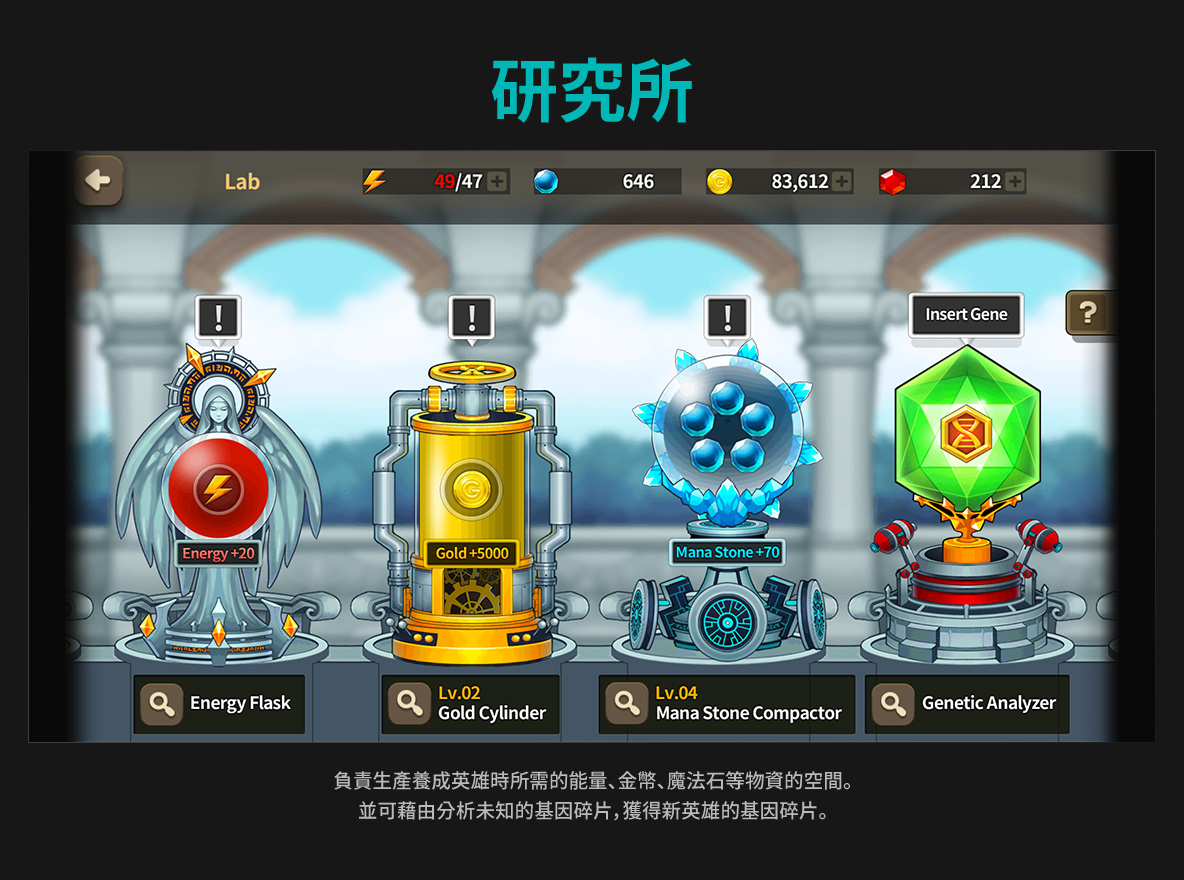 研究所
Lab
49/47
646
83,612
212
!
!
!
Insert Gene
?
Energy +20
Gold +5000
Mana Stone +70
Energy Flask
Lv.02
Gold Cylinder
Lv.04
Mana Stone Compactor
Genetic Analyzer
負責生產養成英雄時所需的能量、金幣、魔法石等物資的空間。
並可藉由分析未知的基因碎片，獲得新英雄的基因碎片。